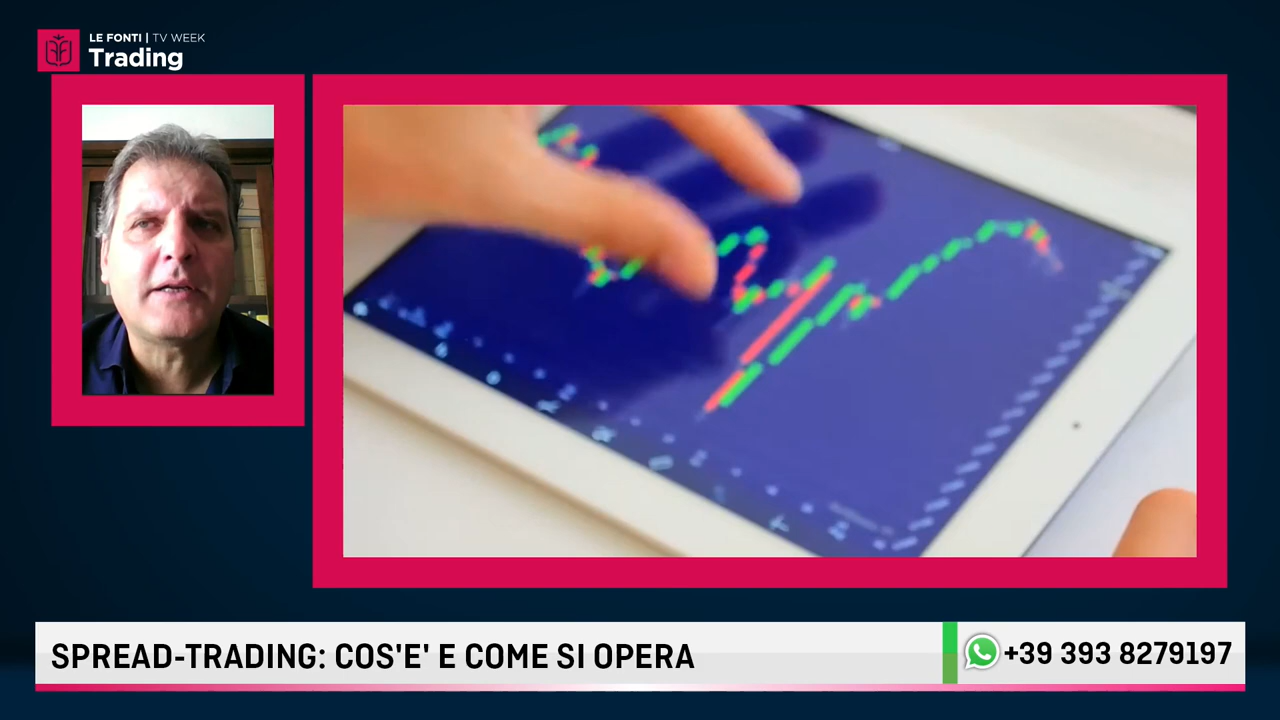 LE FONTI | TV WEEK
Trading
SPREAD-TRADING: COS'E' E COME SI OPERA
+39 393 8279197